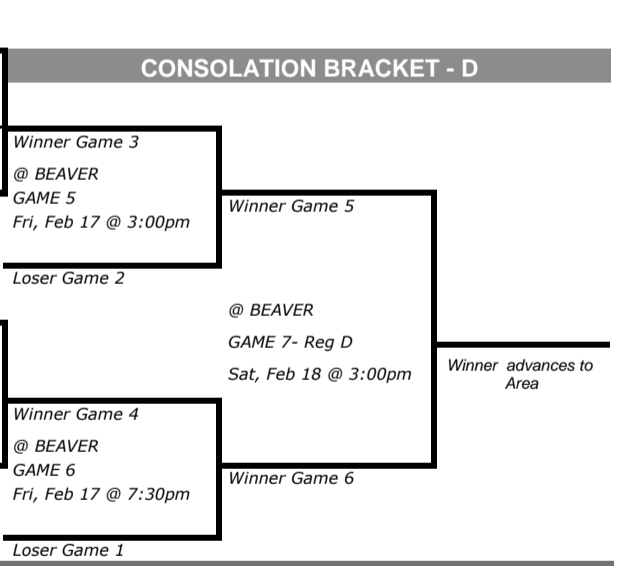 CONSOLATION BRACKET - D
Winner Game 3
@ BEAVER
GAME 5
Fri, Feb 17 @ 3:00pm
Loser Game 2
Winner Game 5
@ BEAVER
GAME 7- Reg D
Sat, Feb 18 @ 3:00pm
Winner advances to
Area
Winner Game 4
@ BEAVER
GAME 6
Fri, Feb 17 @ 7:30pm
Loser Game 1
Winner Game 6